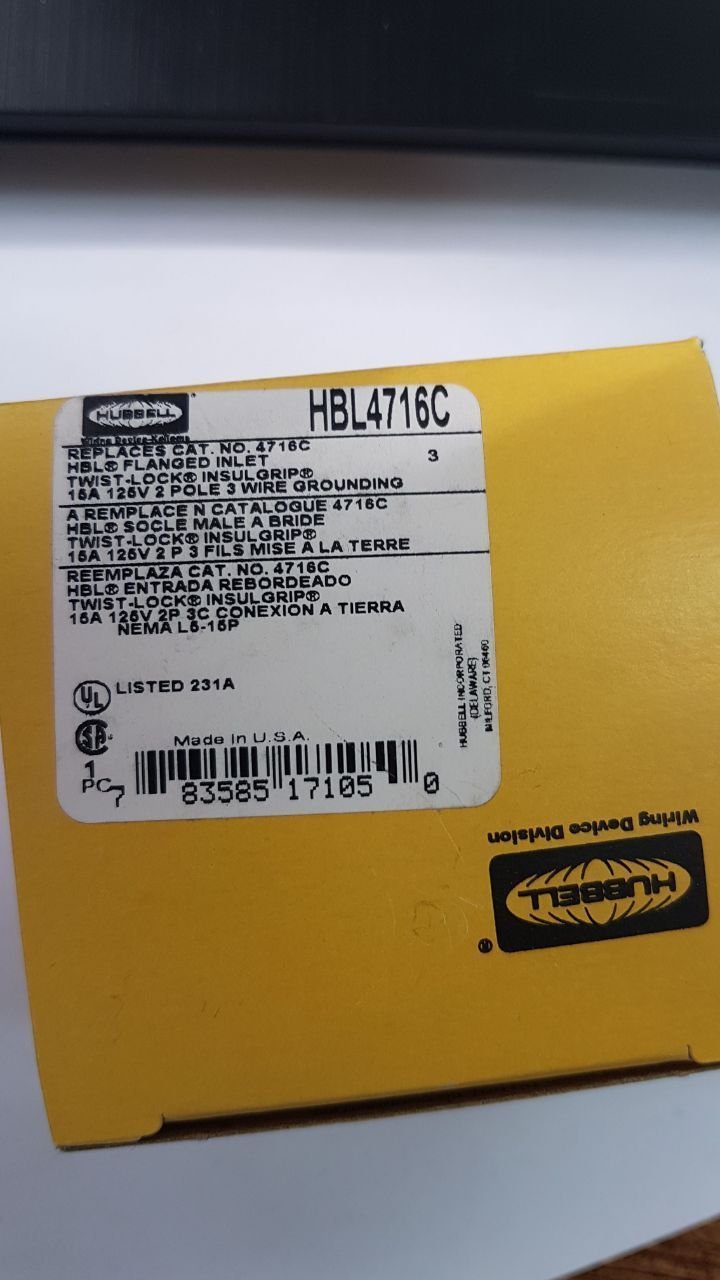 HUBBELL
HBL4716C
Wiring Device-Kellems
REPLACES CAT. NO. 4716C
3
HBL® FLANGED INLET
TWIST-LOCK® INSULGRIP®
15A 125V 2 POLE 3 WIRE GROUNDING
A REMPLACE N CATALOGUE 4716C
HBL® SOCLE MALE A BRIDE
TWIST-LOCK® INSULGRIP®
15A 125V 2 P 3 FILS MISE A LA TERRE
REEMPLAZA CAT. NO. 4716C
HBL® ENTRADA REBORDEADO
TWIST-LOCK® INSULGRIP®
15A 125V 2P 3C CONEXION A TIERRA
NEMA L5-15P
UL LISTED 231A
SA
Made in U.S.A.
1
PC
7 83585 17105 0
HUBBELL INCORPORATED
(DELAWARE)
MILFORD, CT 06460
Wiring Device Division
HUBBELL
®